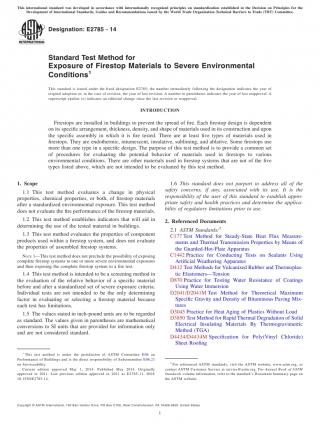 This international standard was developed in accordance with internationally recognized principles on standardization established in the Decision on Principles for the
Development of International Standards, Guides and Recommendations issued by the World Trade Organization Technical Barriers to Trade (TBT) Committee.
Designation: E2785 − 14
INTERNATIONAL
Standard Test Method for
Exposure of Firestop Materials to Severe Environmental
Conditions1
This standard is issued under the fixed designation E2785; the number immediately following the designation indicates the year of
original adoption or, in the case of revision, the year of last revision. A number in parentheses indicates the year of last reapproval. A
superscript epsilon (ε) indicates an editorial change since the last revision or reapproval.
INTRODUCTION
Firestops are installed in buildings to prevent the spread of fire. Each firestop design is dependent
on its specific arrangement, thickness, density, and shape of materials used in its construction and upon
the specific assembly in which it is for tested. There are at least five types of materials used in
firestops. They are endothermic, intumescent, insulative, subliming, and ablative. Some firestops use
more than one type in a specific design. The purpose of this test method is to provide a common set
of procedures for evaluating the potential behavior of materials used in firestops to various
environmental conditions. There are other materials used in firestop systems that are not of the five
types listed above, which are not intended to be evaluated by this test method.
1. Scope
1.1 This test method evaluates a change in physical
properties, chemical properties, or both, of firestop materials
after a standardized environmental exposure. This test method
does not evaluate the fire performance of the firestop materials.
1.2 This test method establishes indicators that will aid in
determining the use of the tested material in buildings.
1.3 This test method evaluates the properties of component
products used within a firestop system, and does not evaluate
the properties of assembled firestop systems.
NOTE 1—This test method does not preclude the possibility of exposing
complete firestop systems to one or more severe environmental exposures
and then exposing the complete firestop system to a fire test.
1.4 This test method is intended to be a screening method in
the evaluation of the relative behavior of a specific material
before and after a standardized set of severe exposure criteria.
Individual tests are not intended to be the only determining
factor in evaluating or selecting a firestop material because
each test has limitations.
1.5 The values stated in inch-pound units are to be regarded
as standard. The values given in parentheses are mathematical
conversions to SI units that are provided for information only
and are not considered standard.
1.6 This standard does not purport to address all of the
safety concerns, if any, associated with its use. It is the
responsibility of the user of this standard to establish appro-
priate safety and health practices and determine the applica-
bility of regulatory limitations prior to use.
2. Referenced Documents
2.1 ASTM Standards:2
C177 Test Method for Steady-State Heat Flux Measure-
ments and Thermal Transmission Properties by Means of
the Guarded-Hot-Plate Apparatus
C1442 Practice for Conducting Tests on Sealants Using
Artificial Weathering Apparatus
D412 Test Methods for Vulcanized Rubber and Thermoplas-
tic Elastomers—Tension
D870 Practice for Testing Water Resistance of Coatings
Using Water Immersion
D2041/D2041M Test Method for Theoretical Maximum
Specific Gravity and Density of Bituminous Paving Mix-
tures
D3045 Practice for Heat Aging of Plastics Without Load
D3850 Test Method for Rapid Thermal Degradation of Solid
Electrical Insulating Materials By Thermogravimetric
Method (TGA)
D4434/D4434M Specification for Poly(Vinyl Chloride)
Sheet Roofing
1 This test method is under the jurisdiction of ASTM Committee E06 on
Performance of Buildings and is the direct responsibility of Subcommittee E06.21
on Serviceability.
Current edition approved May 1, 2014. Published May 2014. Originally
approved in 2011. Last previous edition approved in 2011 as E2785–11. DOI:
10.1520/E2785-14.
2 For referenced ASTM standards, visit the ASTM website, www.astm.org, or
contact ASTM Customer Service at service@astm.org. For Annual Book of ASTM
Standards volume information, refer to the standard's Document Summary page on
the ASTM website.
Copyright © ASTM International, 100 Barr Harbor Drive, PO Box C700, West Conshohocken, PA 19428-2959. United States
1